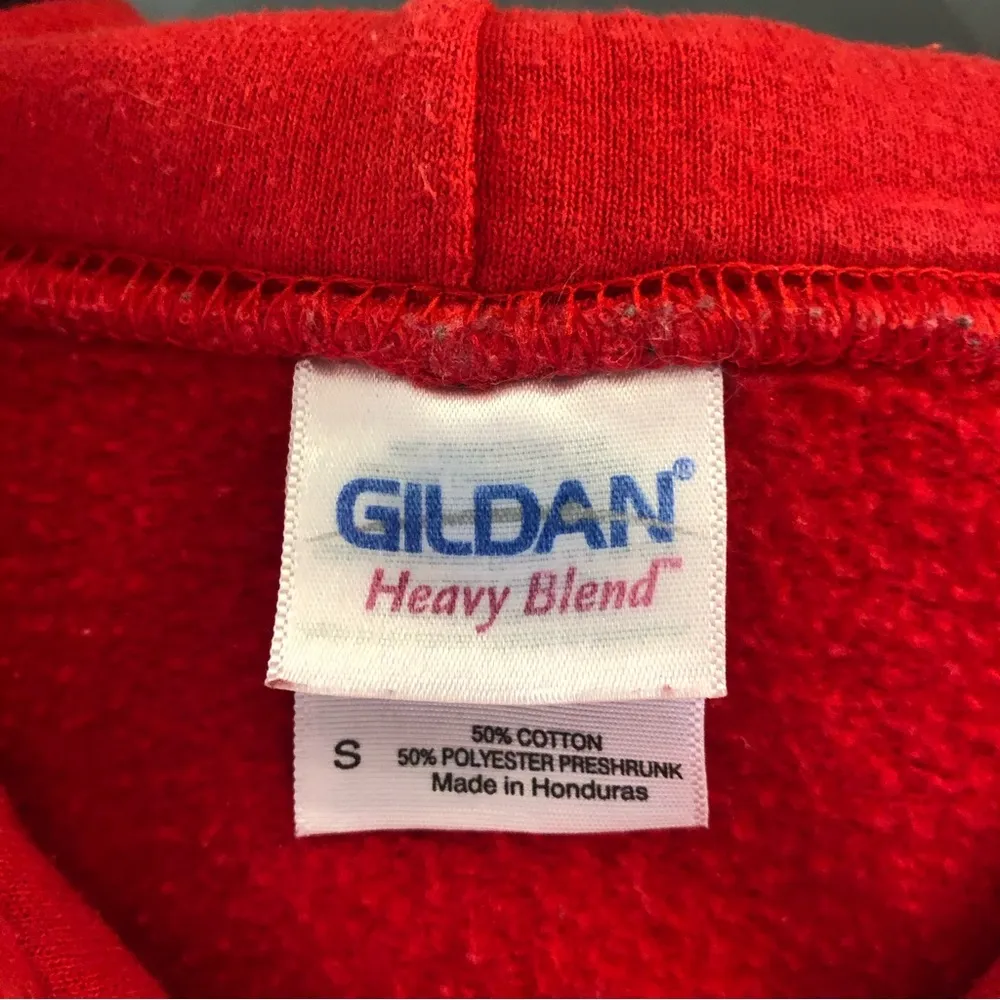 GILDAN®
Heavy Blend™
S
50% COTTON
50% POLYESTER PRESHRUNK
Made in Honduras